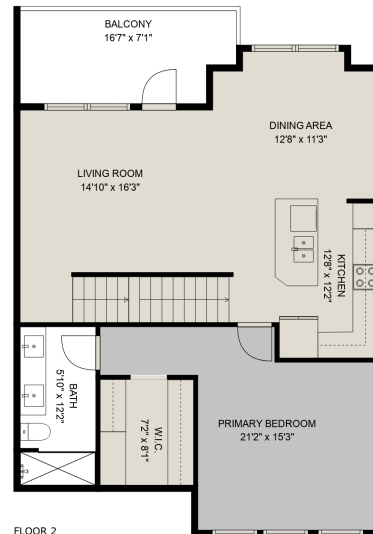 BALCONY
16'7" x 7'1"
DINING AREA
12'8" x 11'3"
LIVING ROOM
14'10" x 16'3"
KITCHEN
12'8" x 12'2"
BATH
5'10" x 12'2"
W.I.C.
7'2" x 8'1"
PRIMARY BEDROOM
21'2" x 15'3"
FLOOR 2